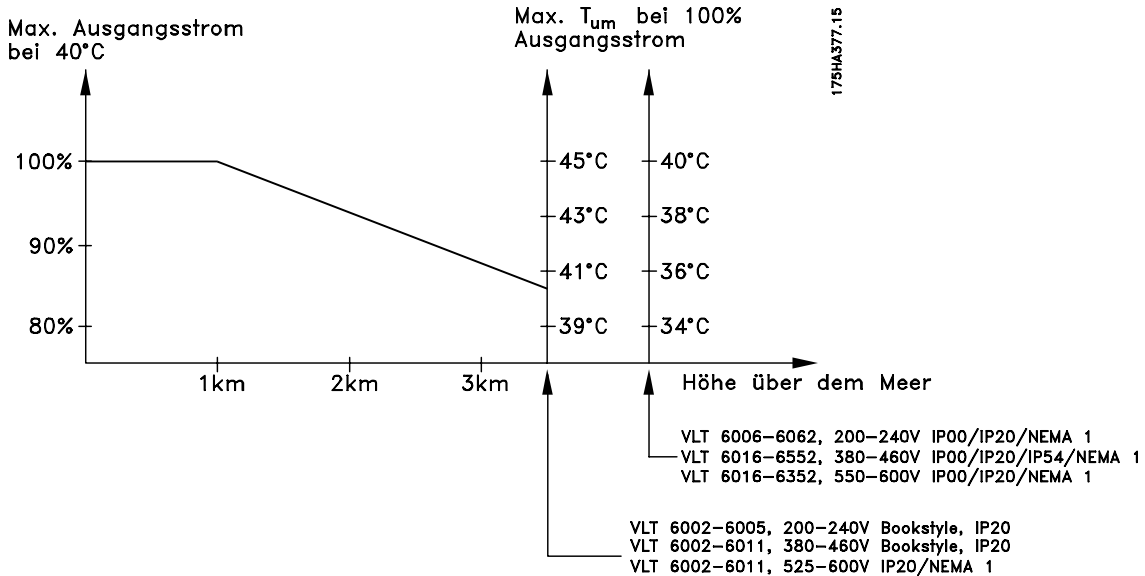 Max. Ausgangsstrom
bei 40°C
Max. Tum bei 100%
Ausgangsstrom
175HA377.15
100%
90%
80%
45°C
43°C
41°C
39°C
40°C
38°C
36°C
34°C
1km
2km
3km
Höhe über dem Meer
VLT 6006-6062, 200-240V IP00/IP20/NEMA 1
VLT 6016-6552, 380-460V IP00/IP20/IP54/NEMA 1
VLT 6016-6352, 550-600V IP00/IP20/NEMA 1
VLT 6002-6005, 200-240V Bookstyle, IP20
VLT 6002-6011, 380-460V Bookstyle, IP20
VLT 6002-6011, 525-600V IP20/NEMA 1